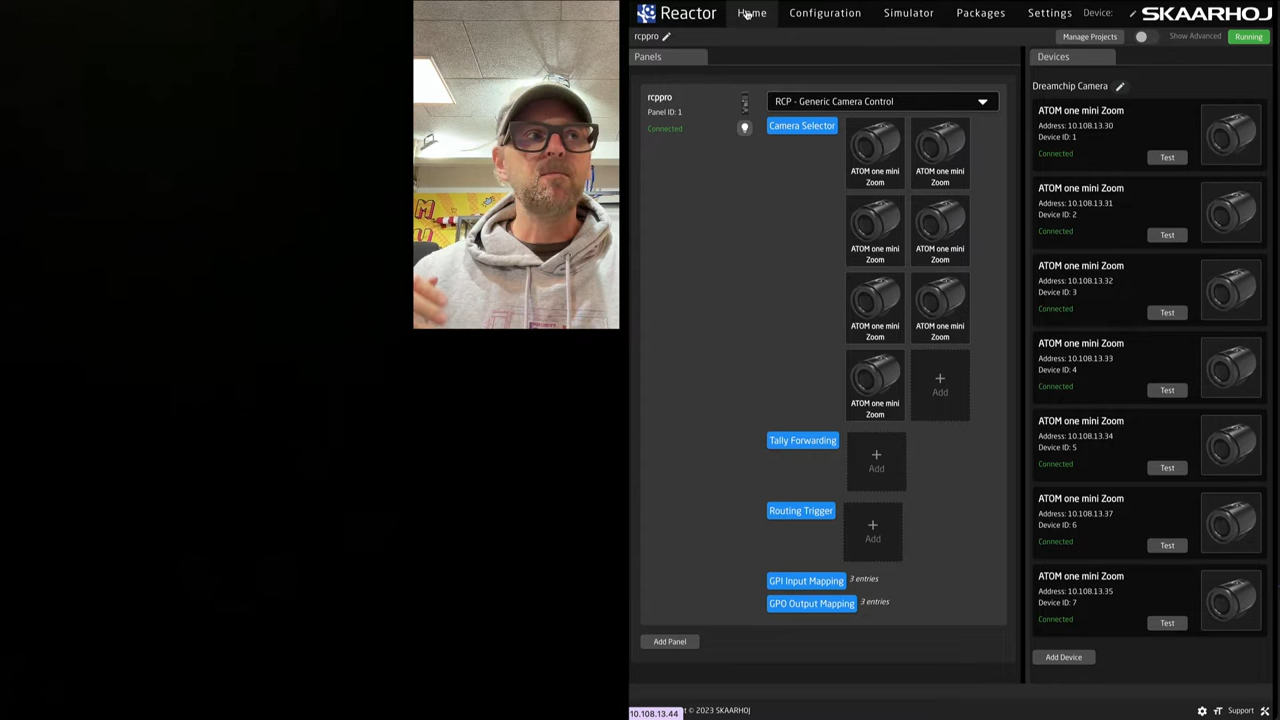 Reactor
Home
Configuration
Simulator
Packages
Settings
Device:
SKAARHOJ
rcppro
Manage Projects
Show Advanced
Running
Panels
rcppro
Panel ID: 1
Connected
RCP - Generic Camera Control
Camera Selector
ATOM one mini
Zoom
ATOM one mini
Zoom
ATOM one mini
Zoom
ATOM one mini
Zoom
ATOM one mini
Zoom
ATOM one mini
Zoom
ATOM one mini
Zoom
+
Add
Tally Forwarding
+
Add
Routing Trigger
+
Add
GPI Input Mapping
3 entries
GPO Output Mapping
3 entries
Add Panel
Devices
Dreamchip Camera
ATOM one mini Zoom
Address: 10.108.13.30
Device ID: 1
Connected
Test
ATOM one mini Zoom
Address: 10.108.13.31
Device ID: 2
Connected
Test
ATOM one mini Zoom
Address: 10.108.13.32
Device ID: 3
Connected
Test
ATOM one mini Zoom
Address: 10.108.13.33
Device ID: 4
Connected
Test
ATOM one mini Zoom
Address: 10.108.13.34
Device ID: 5
Connected
Test
ATOM one mini Zoom
Address: 10.108.13.37
Device ID: 6
Connected
Test
ATOM one mini Zoom
Address: 10.108.13.35
Device ID: 7
Connected
Test
Add Device
10.108.13.44
© 2023 SKAARHOJ
Support